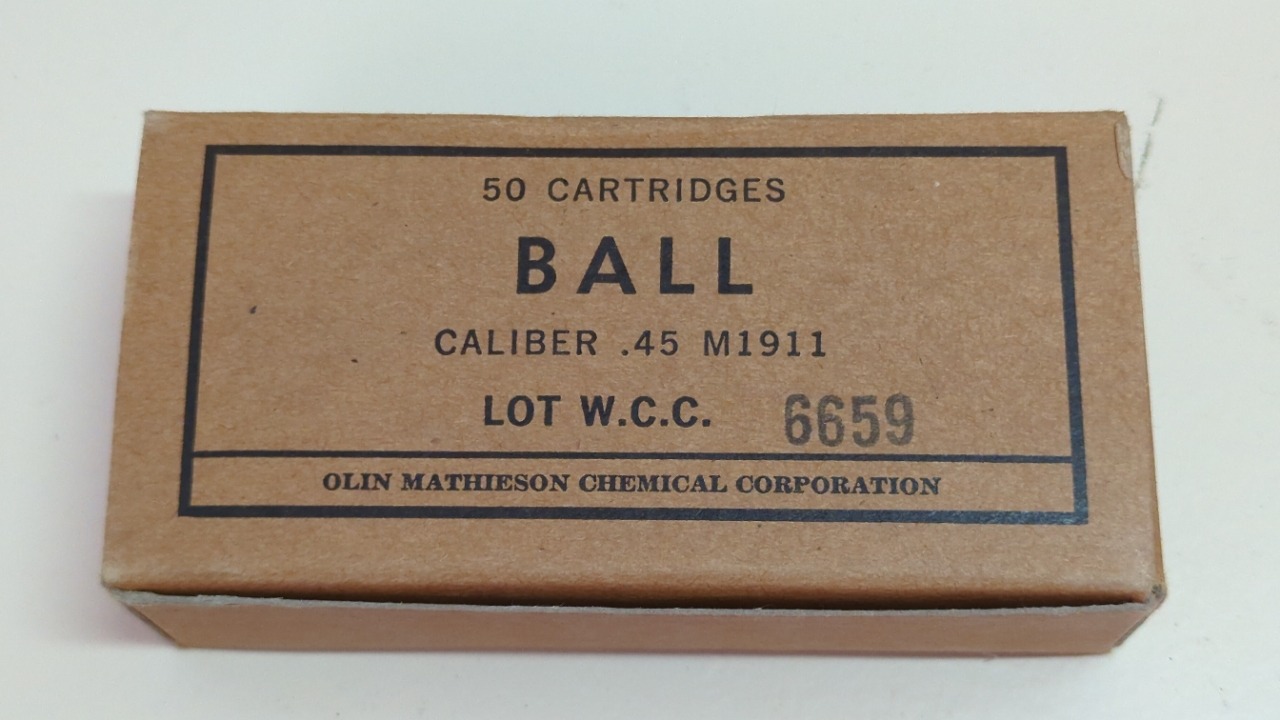 50 CARTRIDGES
BALL
CALIBER .45 M1911
LOT W.C.C. 6659
OLIN MATHIESON CHEMICAL CORPORATION